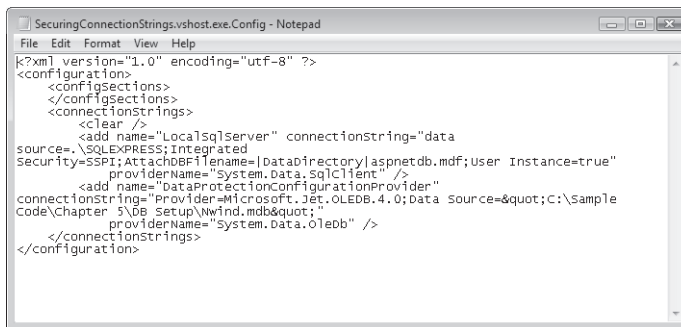 SecuringConnectionStrings.vshost.exe.Config - Notepad
File Edit Format View Help
<?xml version="1.0" encoding="utf-8" ?>
<configuration>
    <configSections>
    </configSections>
    <connectionStrings>
        <clear />
        <add name="LocalSqlServer" connectionString="data
source=.\SQLEXPRESS;Integrated
Security=SSPI;AttachDBFilename=|DataDirectory|aspnetdb.mdf;User Instance=true"
            providerName="System.Data.SqlClient" />
        <add name="DataProtectionConfigurationProvider"
connectionString="Provider=Microsoft.Jet.OLEDB.4.0;Data Source=&quot;C:\Sample
Code\Chapter 5\DB Setup\Nwind.mdb&quot;"
            providerName="System.Data.OleDb" />
    </connectionStrings>
</configuration>